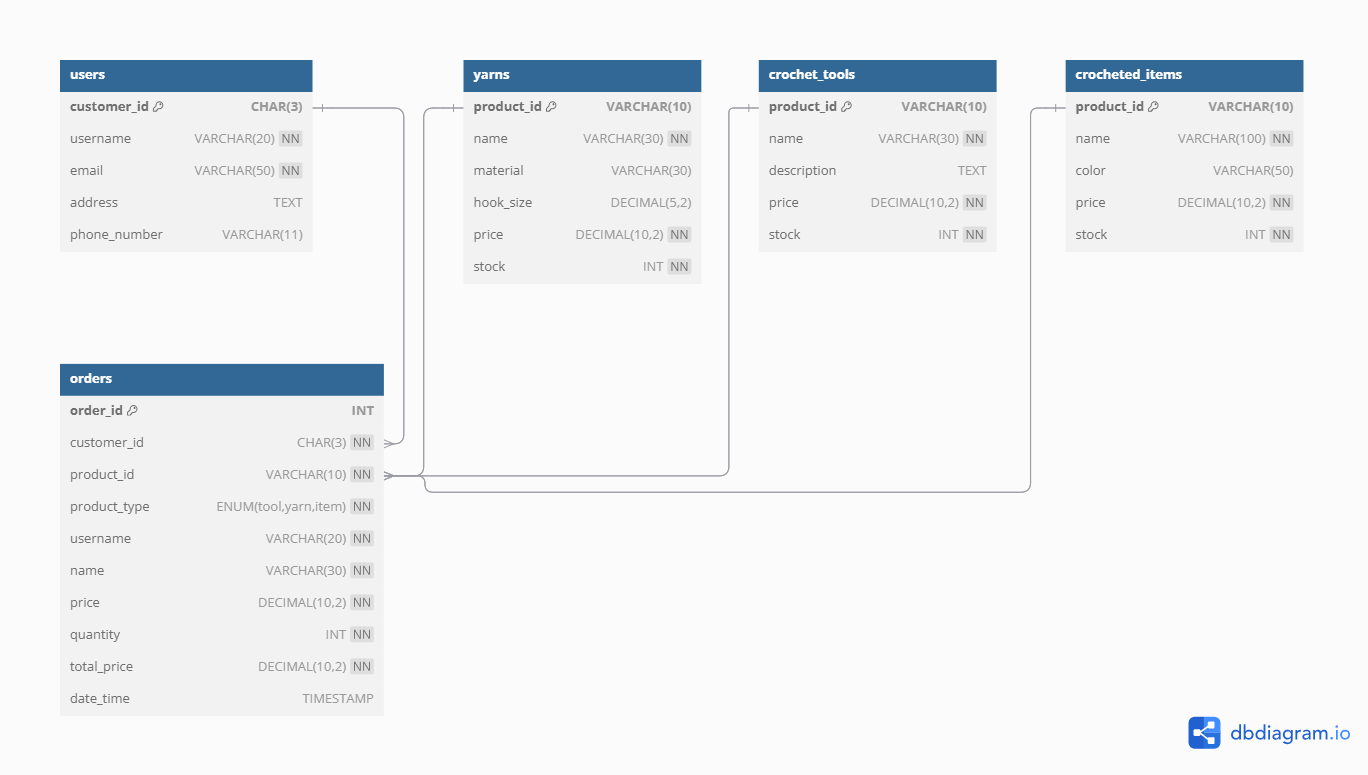 users
customer_id CHAR(3)
username VARCHAR(20) NN
email VARCHAR(50) NN
address TEXT
phone_number VARCHAR(11)
yarns
product_id VARCHAR(10)
name VARCHAR(30) NN
material VARCHAR(30)
hook_size DECIMAL(5,2)
price DECIMAL(10,2) NN
stock INT NN
crochet_tools
product_id VARCHAR(10)
name VARCHAR(30) NN
description TEXT
price DECIMAL(10,2) NN
stock INT NN
crocheted_items
product_id VARCHAR(10)
name VARCHAR(100) NN
color VARCHAR(50)
price DECIMAL(10,2) NN
stock INT NN
orders
order_id INT
customer_id CHAR(3) NN
product_id VARCHAR(10) NN
product_type ENUM(tool,yarn,item) NN
username VARCHAR(20) NN
name VARCHAR(30) NN
price DECIMAL(10,2) NN
quantity INT NN
total_price DECIMAL(10,2) NN
date_time TIMESTAMP
dbdiagram.io